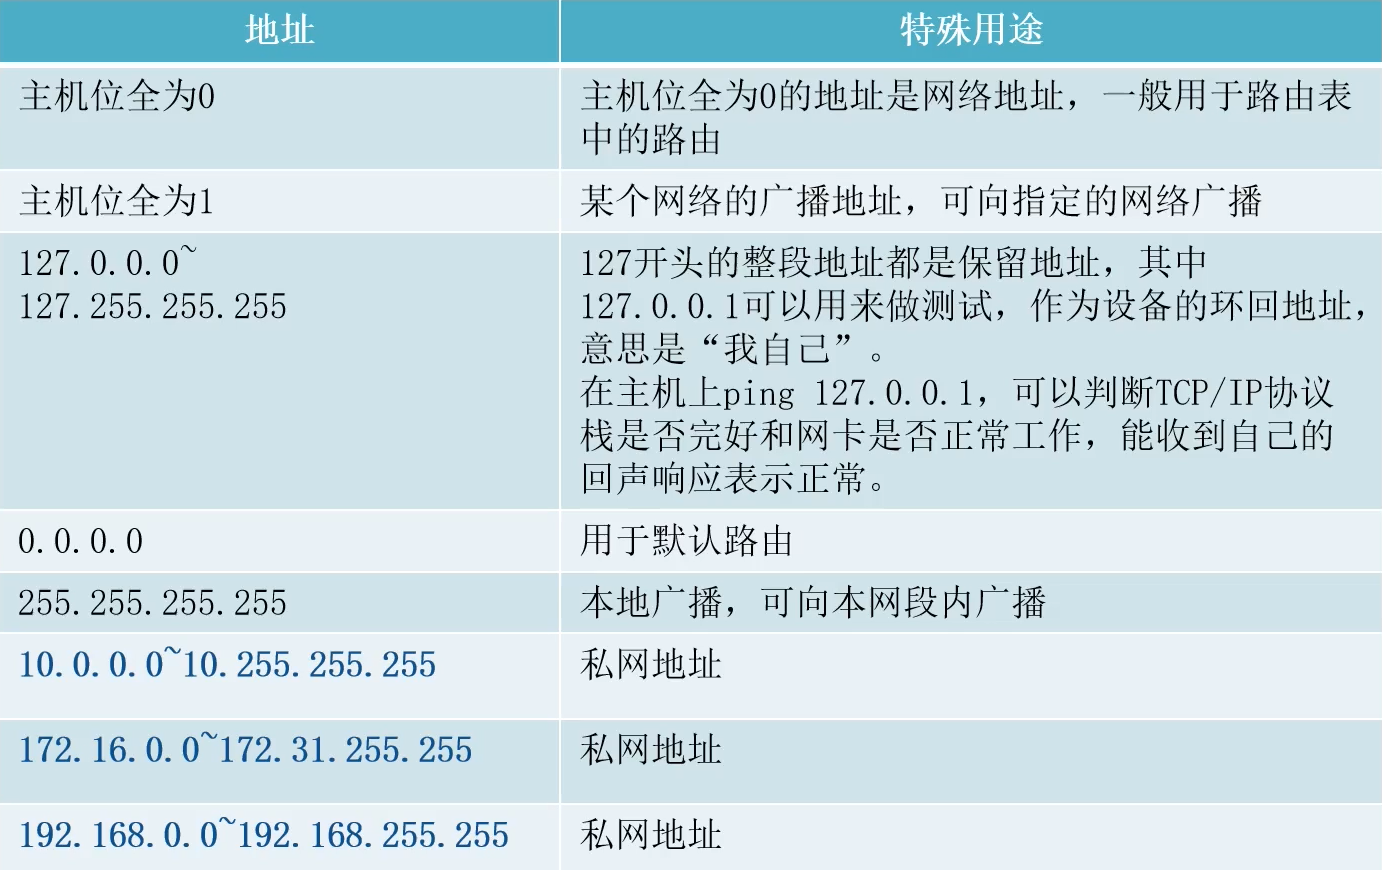 地址
特殊用途
主机位全为0
主机位全为0的地址是网络地址，一般用于路由表
中的路由
主机位全为1
某个网络的广播地址，可向指定的网络广播
127.0.0.0~
127.255.255.255
127开头的整段地址都是保留地址，其中
127.0.0.1可以用来做测试，作为设备的环回地址，
意思是“我自己”。
在主机上ping 127.0.0.1，可以判断TCP/IP协议
栈是否完好和网卡是否正常工作，能收到自己的
回声响应表示正常。
0.0.0.0
用于默认路由
255.255.255.255
本地广播，可向本网段内广播
10.0.0.0~10.255.255.255
私网地址
172.16.0.0~172.31.255.255
私网地址
192.168.0.0~192.168.255.255
私网地址